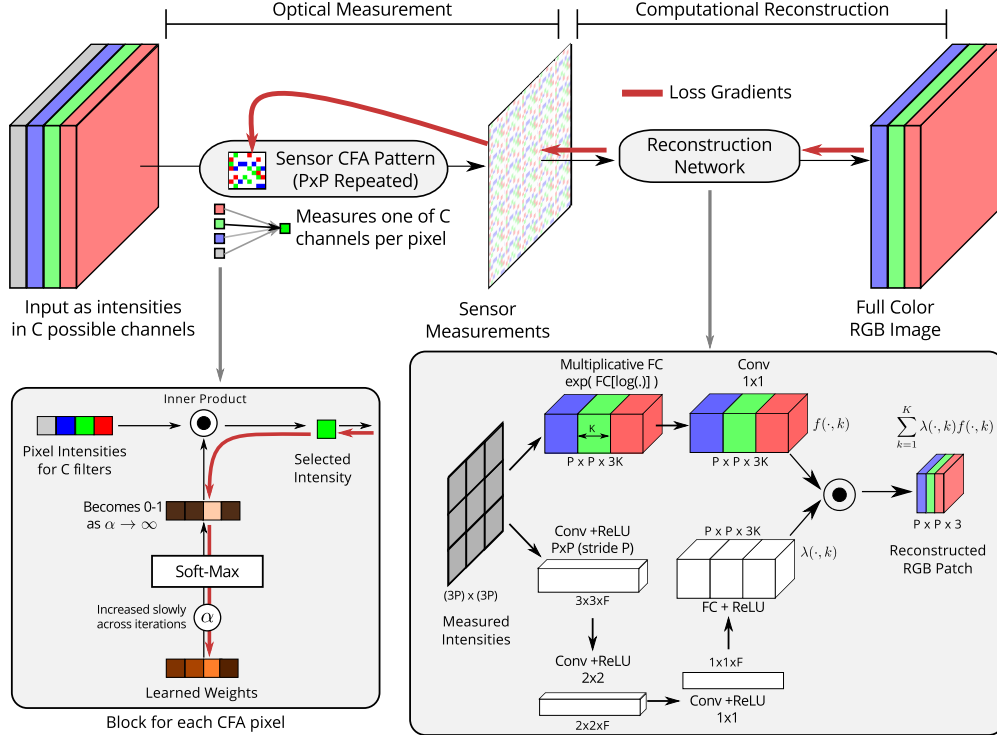 Optical Measurement
Computational Reconstruction
Loss Gradients
Sensor CFA Pattern
(PxP Repeated)
Reconstruction
Network
Measures one of C
channels per pixel
Input as intensities
in C possible channels
Sensor
Measurements
Full Color
RGB Image
Inner Product
Pixel Intensities
for C filters
Selected
Intensity
Becomes 0-1
as α → ∞
Soft-Max
Increased slowly
across iterations
α
Learned Weights
Block for each CFA pixel
Multiplicative FC
exp( FC[log(.)] )
Conv
1x1
K
f(·, k)
P x P x 3K
P x P x 3K
∑_{k=1}^{K} λ(·, k)f(·, k)
(3P) x (3P)
Measured
Intensities
Conv +ReLU
PxP (stride P)
3x3xF
Conv +ReLU
2x2
2x2xF
P x P x 3K
λ(·, k)
FC + ReLU
1x1xF
Conv +ReLU
1x1
P x P x 3
Reconstructed
RGB Patch